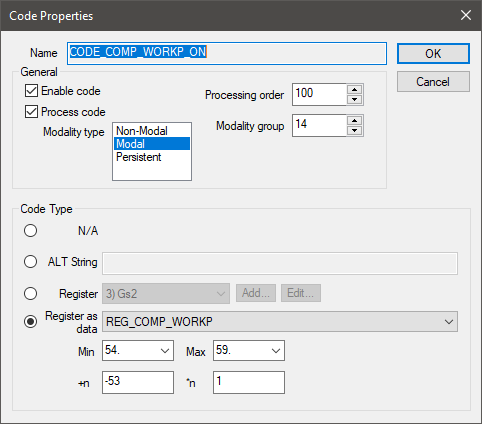 Code Properties
Name CODE_COMP_WORKP_ON OK
General Cancel
Enable code Processing order 100
Process code
Modality type Non-Modal Modality group 14
Modal
Persistent
Code Type
N/A
ALT String
Register 3) Gs2 Add... Edit...
Register as data REG_COMP_WORKP
Min 54. Max 59.
+n -53 *n 1